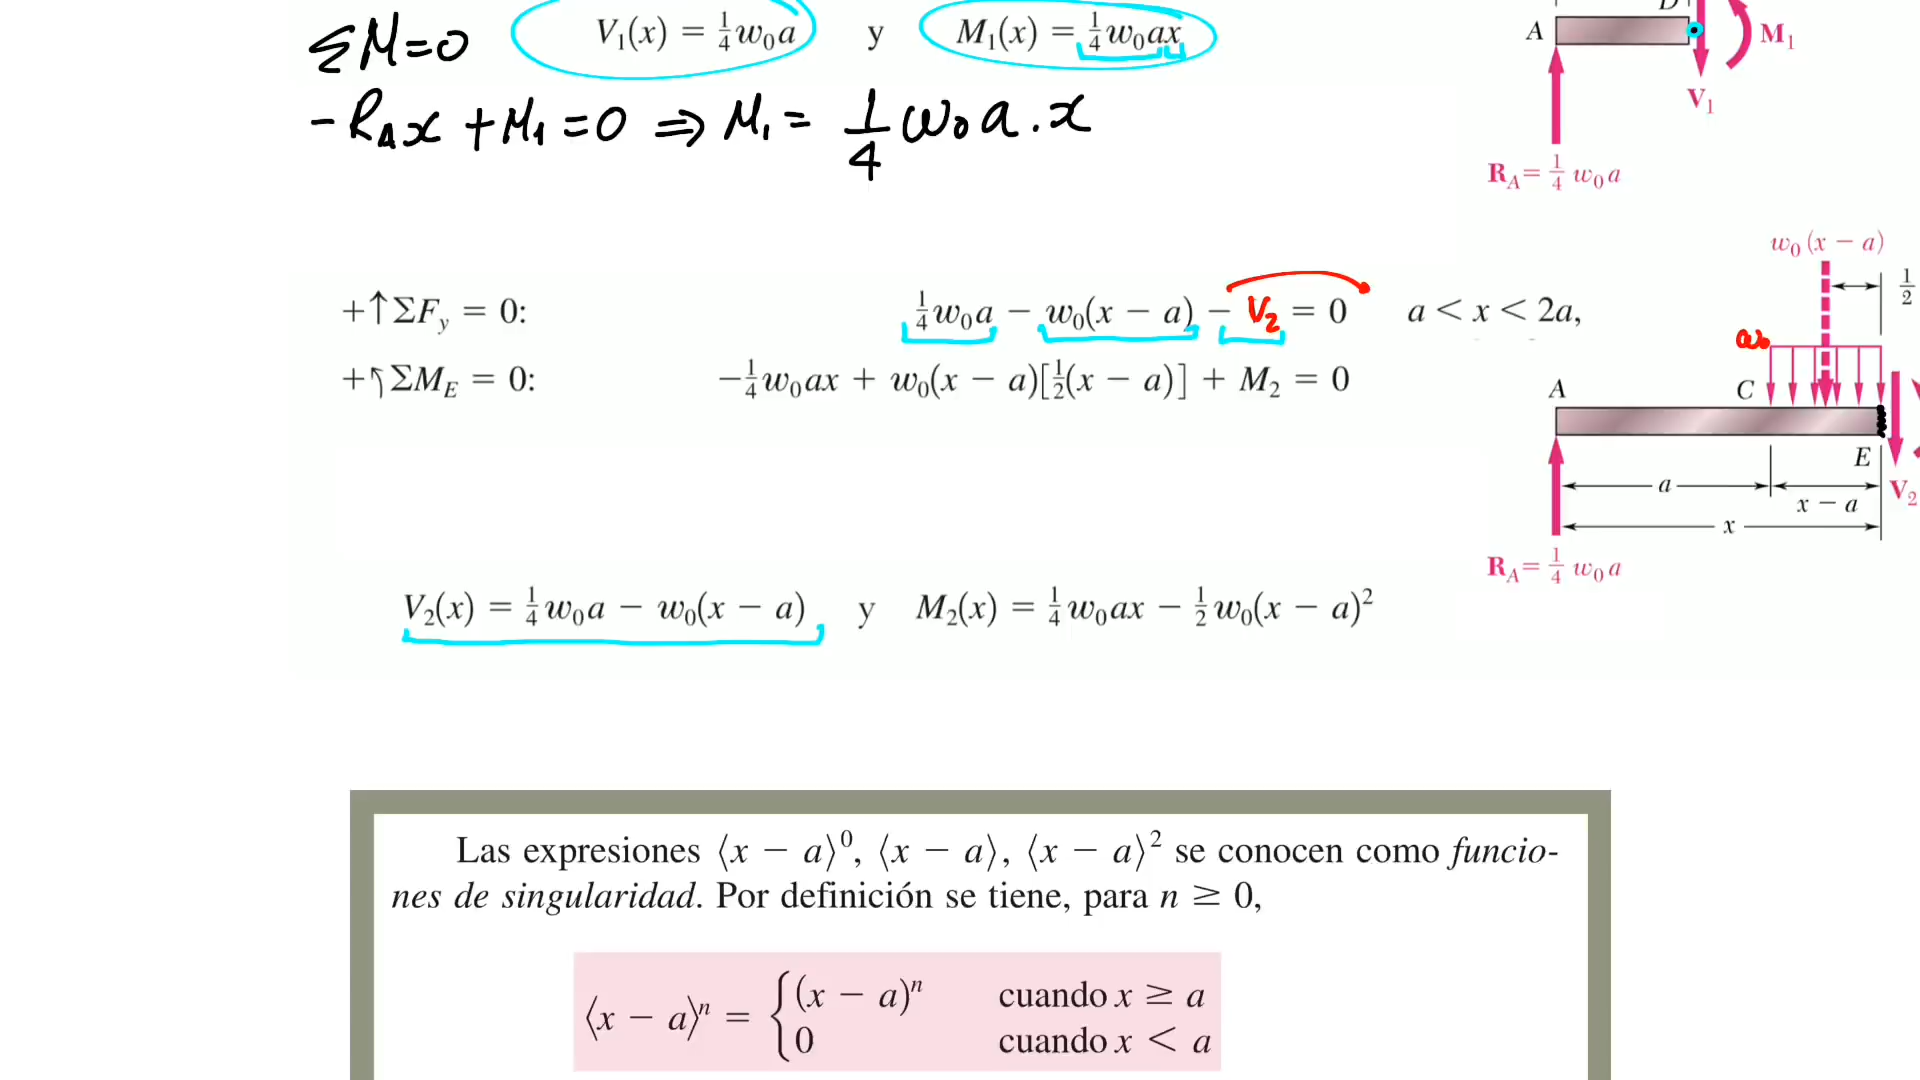 ΣM=0
V₁(x) = ¼w₀a y M₁(x) = ¼w₀ax
-R_A x + M₁ = 0 ⇒ M₁ = 1/4 ω₀ a . x
A
M₁
V₁
R_A = ¼ w₀a
w₀(x − a)
½
+↑ΣF_y = 0: ¼w₀a − w₀(x − a) − V₂ = 0 a < x < 2a,
ω₀
+↰ΣM_E = 0: −¼w₀ax + w₀(x − a)[½(x − a)] + M₂ = 0
A C
E
a
x − a
V₂
x
R_A = ¼ w₀a
V₂(x) = ¼w₀a − w₀(x − a) y M₂(x) = ¼w₀ax − ½w₀(x − a)²
Las expresiones ⟨x − a⟩⁰, ⟨x − a⟩, ⟨x − a⟩² se conocen como funcio-
nes de singularidad. Por definición se tiene, para n ≥ 0,
⟨x − a⟩ⁿ = { (x − a)ⁿ cuando x ≥ a
0 cuando x < a